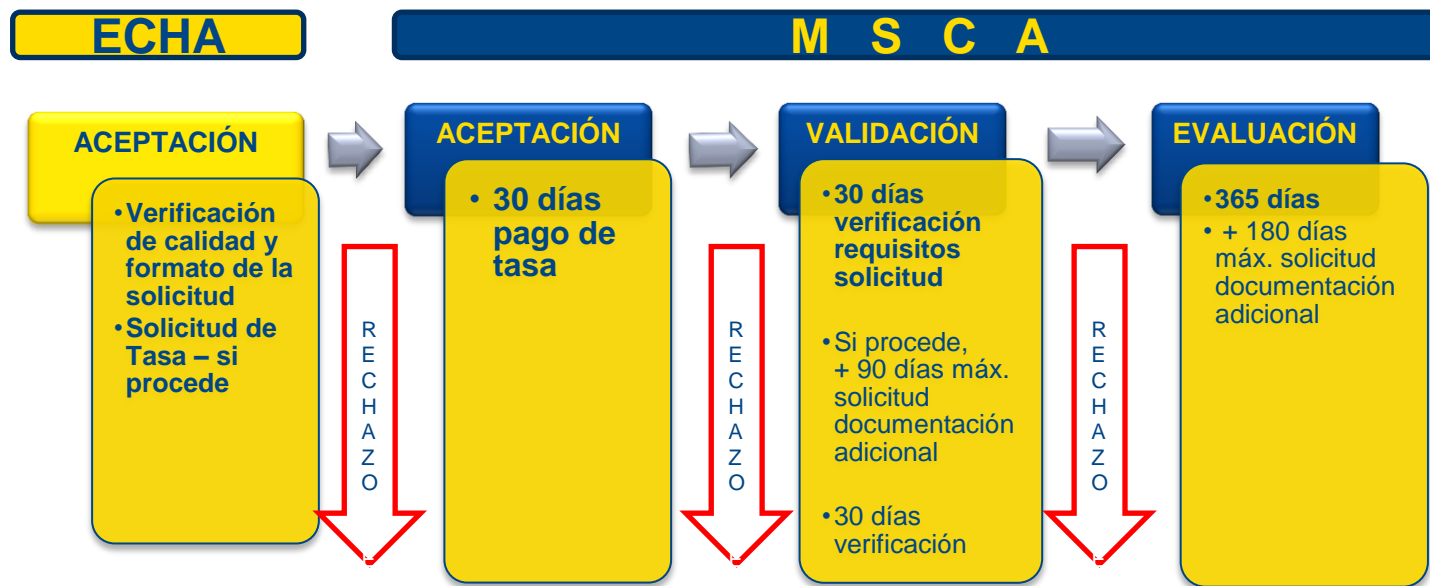 ECHA
M S C A
ACEPTACIÓN
•Verificación
de calidad y
formato de la
solicitud
•Solicitud de
Tasa – si
procede
R
E
C
H
A
Z
O
ACEPTACIÓN
• 30 días
pago de
tasa
R
E
C
H
A
Z
O
VALIDACIÓN
•30 días
verificación
requisitos
solicitud
•Si procede,
+ 90 días máx.
solicitud
documentación
adicional
•30 días
verificación
R
E
C
H
A
Z
O
EVALUACIÓN
•365 días
• + 180 días
máx. solicitud
documentación
adicional